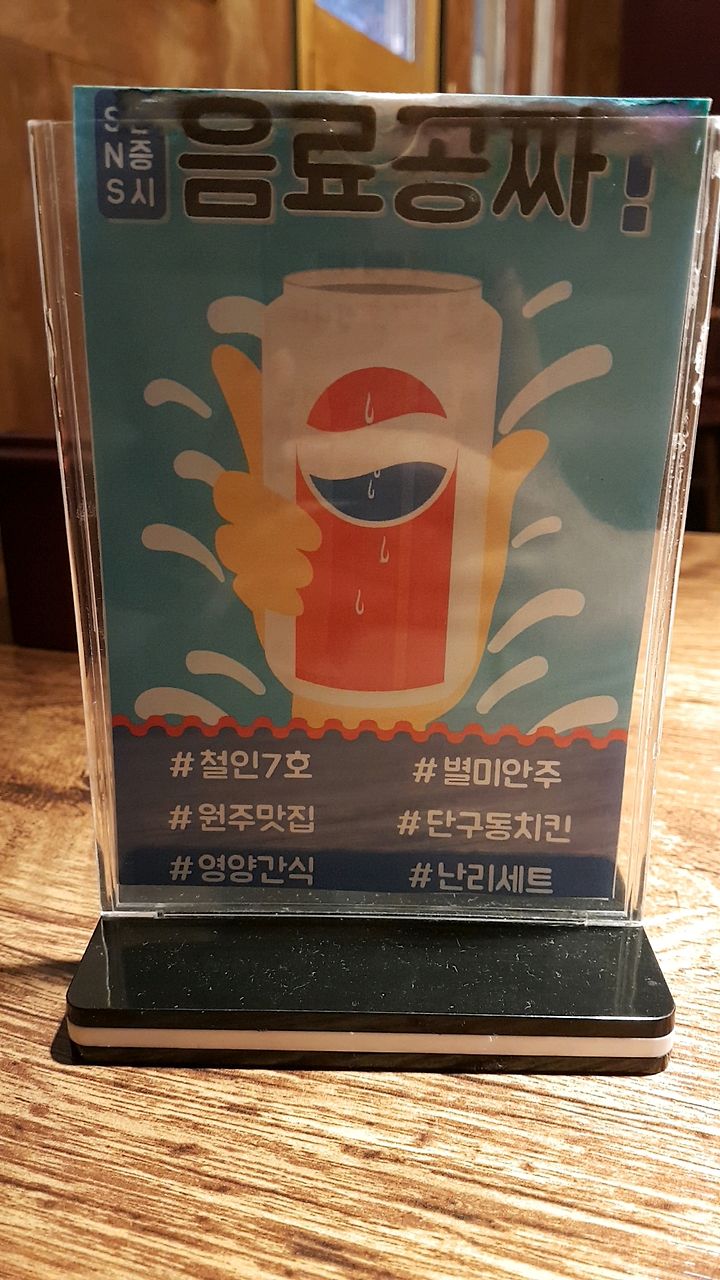 SNS 인증시
음료공짜!
#철인7호 #별미안주
#원주맛집 #단구동치킨
#영양간식 #난리세트